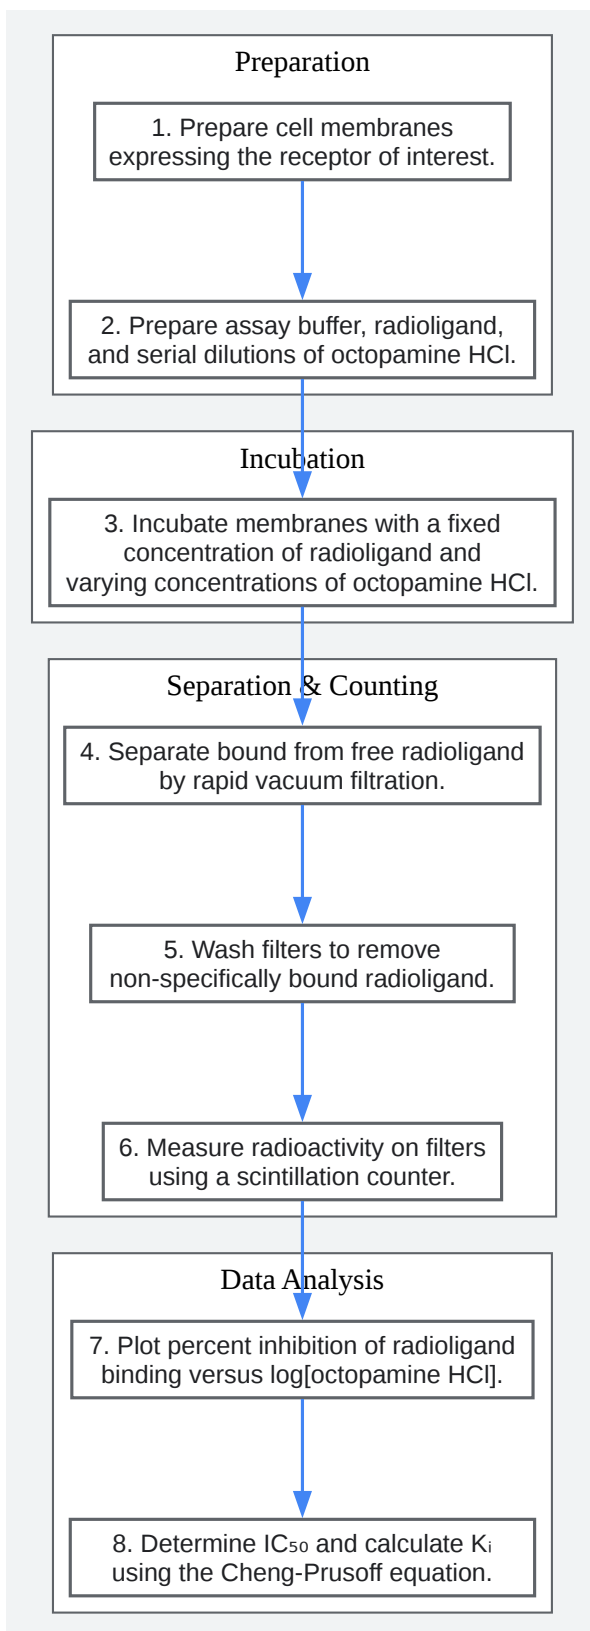 Preparation
1. Prepare cell membranes
expressing the receptor of interest.
2. Prepare assay buffer, radioligand,
and serial dilutions of octopamine HCl.
Incubation
3. Incubate membranes with a fixed
concentration of radioligand and
varying concentrations of octopamine HCl.
Separation & Counting
4. Separate bound from free radioligand
by rapid vacuum filtration.
5. Wash filters to remove
non-specifically bound radioligand.
6. Measure radioactivity on filters
using a scintillation counter.
Data Analysis
7. Plot percent inhibition of radioligand
binding versus log[octopamine HCl].
8. Determine IC₅₀ and calculate Kᵢ
using the Cheng-Prusoff equation.